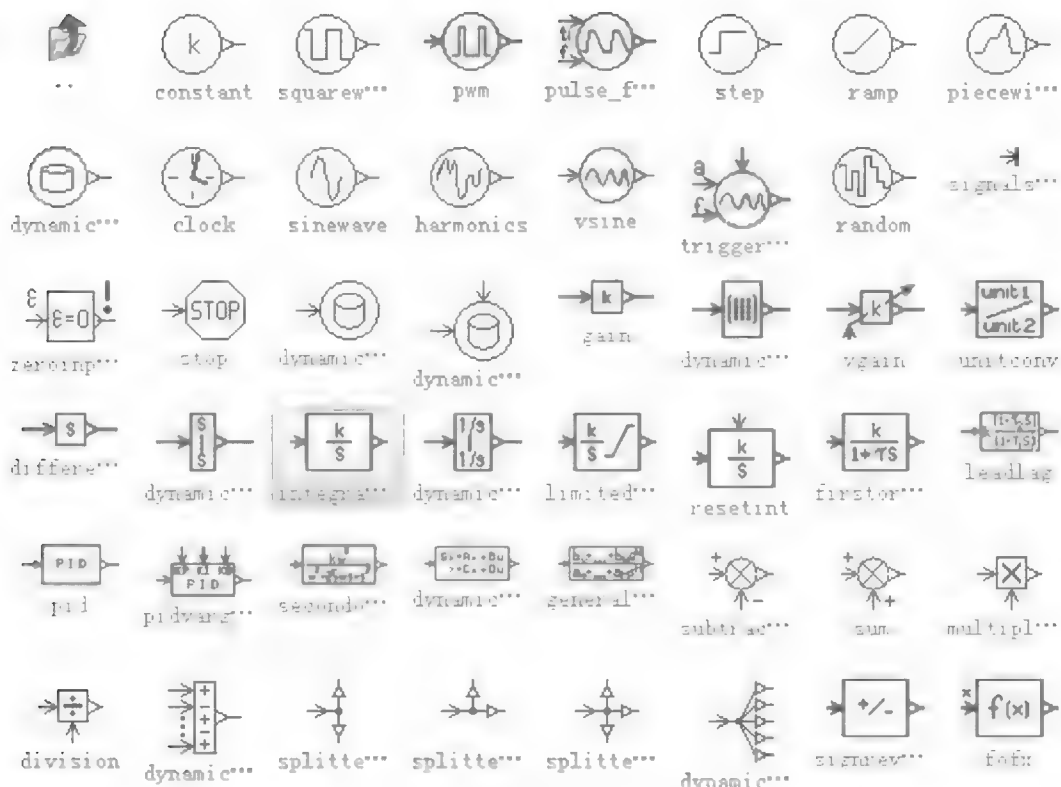 k
t
f
.. constant squarew... pwm pulse_f... step ramp piecewi...
a
f
dynamic... clock sinewave harmonics vsine trigger... random signals...
ε ε=0 ! STOP k k unit1 unit2
zeroinp... stop dynamic... dynamic... gain dynamic... vgain unitconv
S S S k S 1/s 1/s k S k S k 1+τS
differe... dynamic... integra... dynamic... limited... resetint firstor... leadlag
PID PID
pid pidvarg... secondo... dynamic... general... subtrac... sum multipl...
+ - + - + +/- x f(x)
division dynamic... splitte... splitte... splitte... dynamic... signrev... fofx